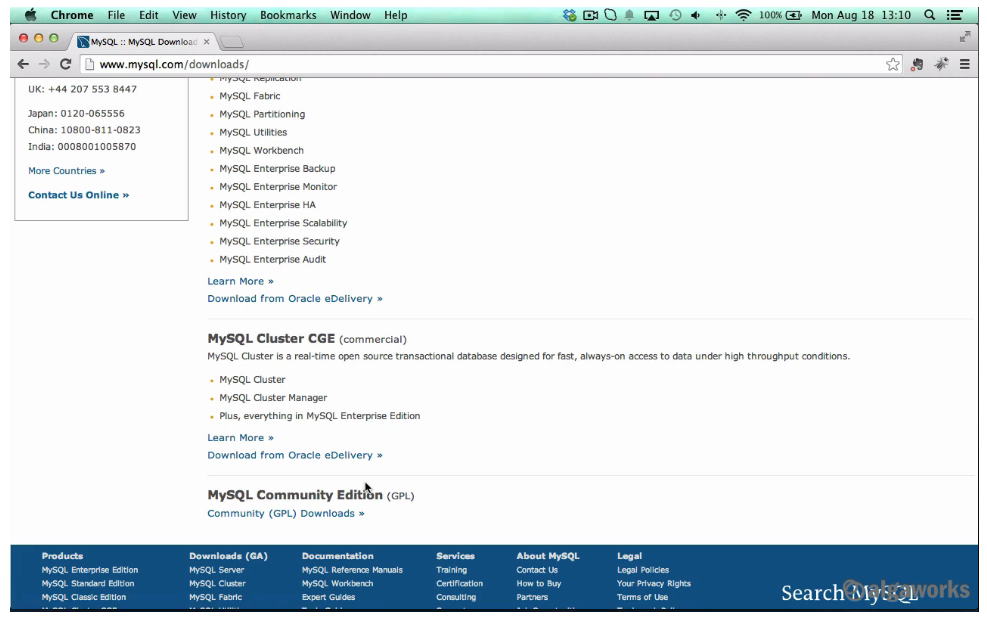 Chrome File Edit View History Bookmarks Window Help 100% Mon Aug 18 13:10
MySQL :: MySQL Download
www.mysql.com/downloads/
UK: +44 207 553 8447
Japan: 0120-065556
China: 10800-811-0823
India: 0008001005870
More Countries »
Contact Us Online »
MySQL Replication
MySQL Fabric
MySQL Partitioning
MySQL Utilities
MySQL Workbench
MySQL Enterprise Backup
MySQL Enterprise Monitor
MySQL Enterprise HA
MySQL Enterprise Scalability
MySQL Enterprise Security
MySQL Enterprise Audit
Learn More »
Download from Oracle eDelivery »
MySQL Cluster CGE (commercial)
MySQL Cluster is a real-time open source transactional database designed for fast, always-on access to data under high throughput conditions.
MySQL Cluster
MySQL Cluster Manager
Plus, everything in MySQL Enterprise Edition
Learn More »
Download from Oracle eDelivery »
MySQL Community Edition (GPL)
Community (GPL) Downloads »
Products Downloads (GA) Documentation Services About MySQL Legal
MySQL Enterprise Edition MySQL Server MySQL Reference Manuals Training Contact Us Legal Policies
MySQL Standard Edition MySQL Cluster MySQL Workbench Certification How to Buy Your Privacy Rights
MySQL Classic Edition MySQL Fabric Expert Guides Consulting Partners Terms of Use
Search MySQL
algaworks